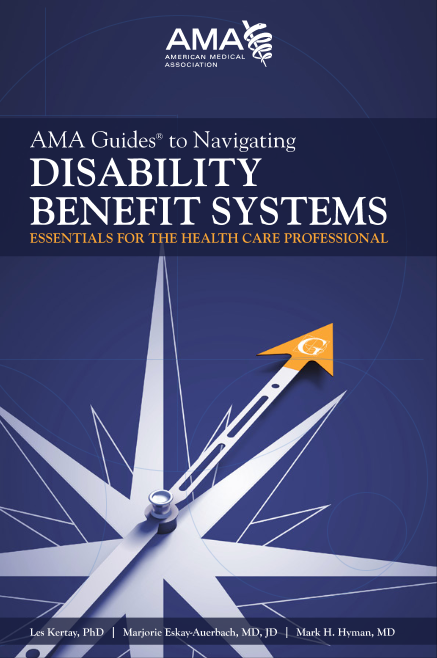 AMA
AMERICAN MEDICAL
ASSOCIATION
AMA Guides® to Navigating
DISABILITY
BENEFIT SYSTEMS
ESSENTIALS FOR THE HEALTH CARE PROFESSIONAL
G
Les Kertay, PhD | Marjorie Eskay-Auerbach, MD, JD | Mark H. Hyman, MD